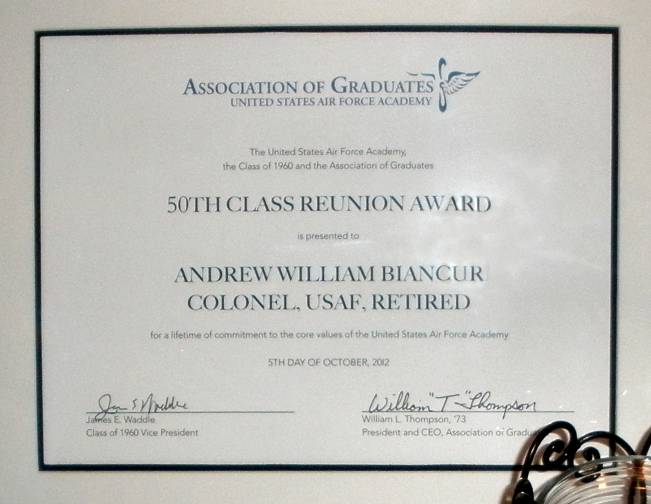 ASSOCIATION OF GRADUATES
UNITED STATES AIR FORCE ACADEMY
The United States Air Force Academy,
the Class of 1960 and the Association of Graduates
50TH CLASS REUNION AWARD
is presented to
ANDREW WILLIAM BIANCUR
COLONEL, USAF, RETIRED
for a lifetime of commitment to the core values of the United States Air Force Academy
5TH DAY OF OCTOBER, 2012
William "T" Thompson
James E. Waddle
Class of 1960 Vice President
William L. Thompson, '73
President and CEO, Association of